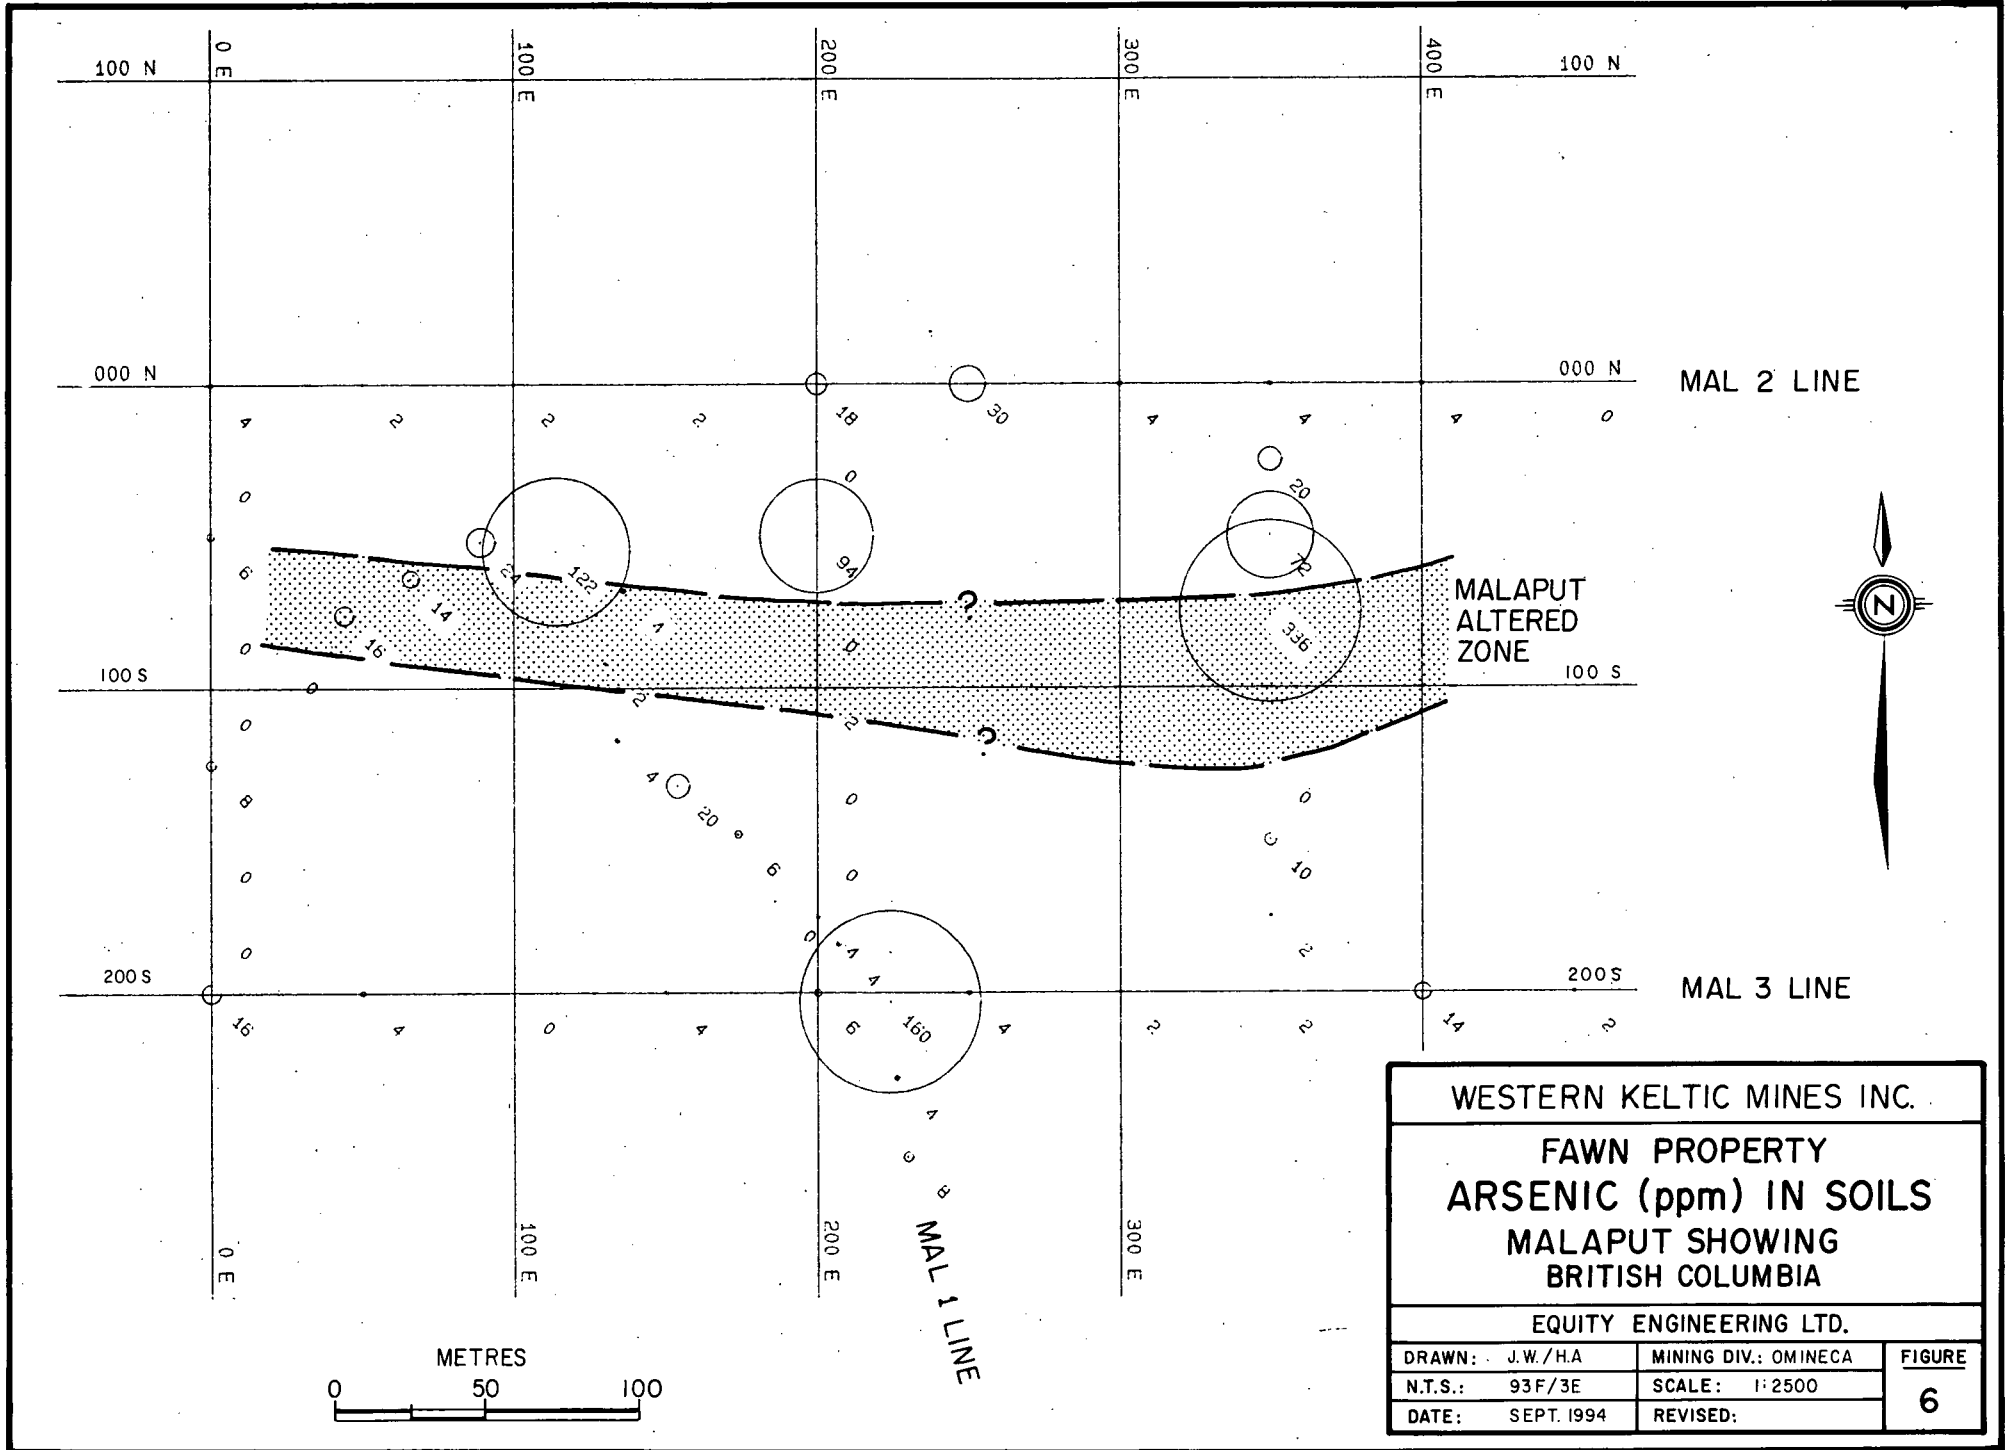 0 E
100 E
200 E
300 E
400 E
100 N
100 N
000 N
000 N
MAL 2 LINE
4 2 2 2 18 30 4 4 4 0
0 0 20
6 24 122 94 72
14 4 336
16 0 0
MALAPUT
ALTERED
ZONE
N
? ?
100 S
100 S
0 2 2
0
8 4 20 0 0
6 0 10
0
0 0 4 2
4
200 S
200 S
MAL 3 LINE
16 4 0 4 6 160 4 2 2 14 2
4
8
MAL 1 LINE
0 E
100 E
200 E
300 E
METRES
0 50 100
WESTERN KELTIC MINES INC.
FAWN PROPERTY
ARSENIC (ppm) IN SOILS
MALAPUT SHOWING
BRITISH COLUMBIA
EQUITY ENGINEERING LTD.
DRAWN: J.W./H.A MINING DIV.: OMINECA
N.T.S.: 93F/3E SCALE: 1:2500
DATE: SEPT. 1994 REVISED:
FIGURE
6